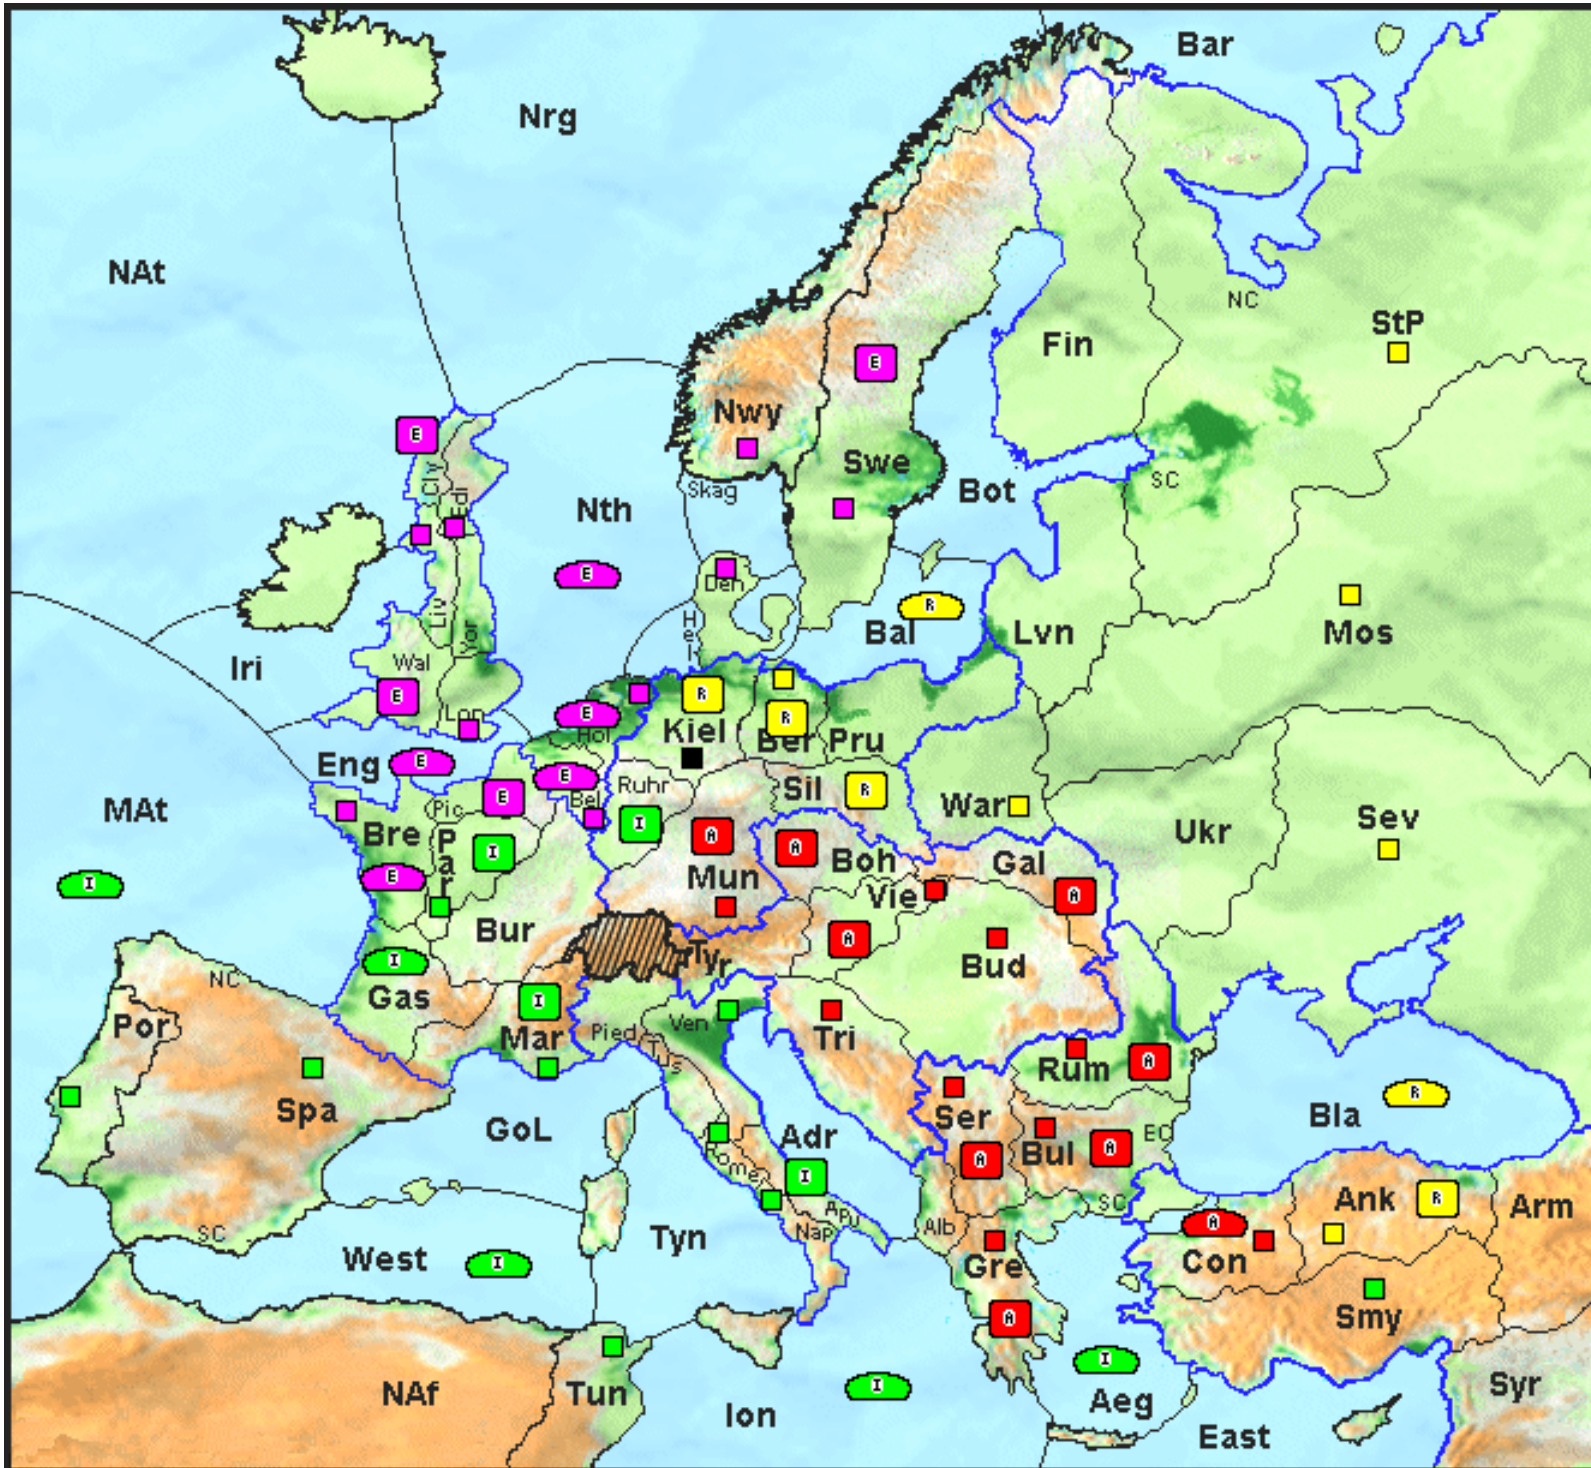 Bar
Nrg
NAt
NC
StP
Fin
Nwy
E
E
Swe
SC
Skag
Bot
Cly
Edi
Nth
E
Den
R
Bal
Lvn
Mos
Hel
Liv
Yor
Iri
Wal
E
Lon
E
Hol
R
Kiel
R
Ber
Pru
Eng
E
E
Bel
Ruhr
Sil
R
War
Sev
MAt
Pic
E
Bre
Par
I
I
A
Mun
A
Boh
Gal
Ukr
I
E
Vie
A
Bur
Tyr
A
Bud
I
Gas
NC
I
Mar
Por
Pied
Ven
Tus
Tri
Rum
A
Spa
GoL
Ser
Bla
R
Adr
Rome
I
A
Bul
A
EC
SC
Ank
R
Arm
SC
West
I
Tyn
Nap
Apu
Alb
Gre
A
A
Con
Smy
NAf
Tun
Ion
I
I
Aeg
East
Syr